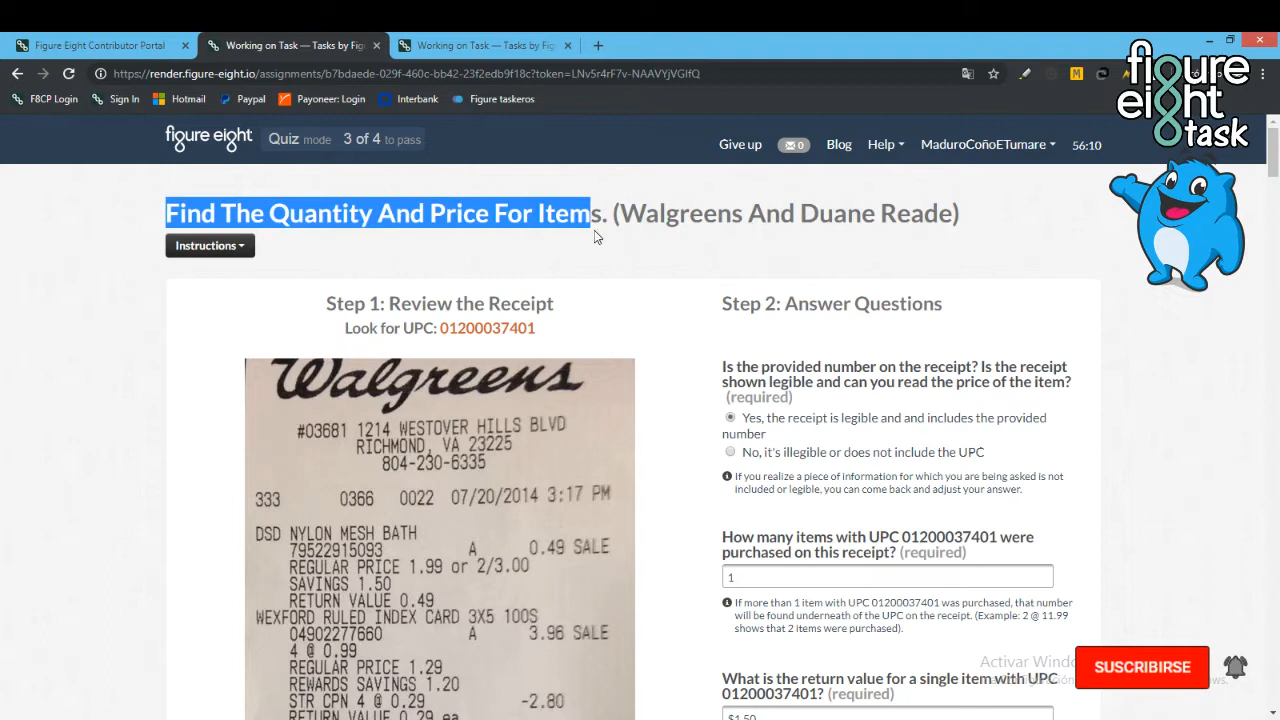 Figure Eight Contributor Portal
Working on Task — Tasks by Fig
Working on Task — Tasks by Fig
https://render.figure-eight.io/assignments/b7bdaede-029f-460c-bb42-23f2edb9f18c?token=LNv5r4rF7v-NAAVYjVGIfQ
F8CP Login
Sign In
Hotmail
Paypal
Payoneer: Login
Interbank
Figure taskeros
figure eight task
figure eight
Quiz mode
3 of 4 to pass
Give up
0
Blog
Help
MaduroCoñoETumare
56:10
Find The Quantity And Price For Items. (Walgreens And Duane Reade)
Instructions
Step 1: Review the Receipt
Look for UPC: 01200037401
Walgreens
#03681 1214 WESTOVER HILLS BLVD
RICHMOND, VA 23225
804-230-6335
333 0366 0022 07/20/2014 3:17 PM
DSD NYLON MESH BATH
79522915093 A 0.49 SALE
REGULAR PRICE 1.99 or 2/3.00
SAVINGS 1.50
RETURN VALUE 0.49
WEXFORD RULED INDEX CARD 3X5 100S
04902277660 A 3.96 SALE
4 @ 0.99
REGULAR PRICE 1.29
REWARDS SAVINGS 1.20
STR CPN 4 @ 0.29 -2.80
RETURN VALUE 0.29 ea
Step 2: Answer Questions
Is the provided number on the receipt? Is the receipt
shown legible and can you read the price of the item?
(required)
Yes, the receipt is legible and and includes the provided
number
No, it's illegible or does not include the UPC
If you realize a piece of information for which you are being asked is not
included or legible, you can come back and adjust your answer.
How many items with UPC 01200037401 were
purchased on this receipt? (required)
1
If more than 1 item with UPC 01200037401 was purchased, that number
will be found underneath of the UPC on the receipt. (Example: 2 @ 11.99
shows that 2 items were purchased).
What is the return value for a single item with UPC
01200037401? (required)
$1.50
Activar Windo
SUSCRIBIRSE